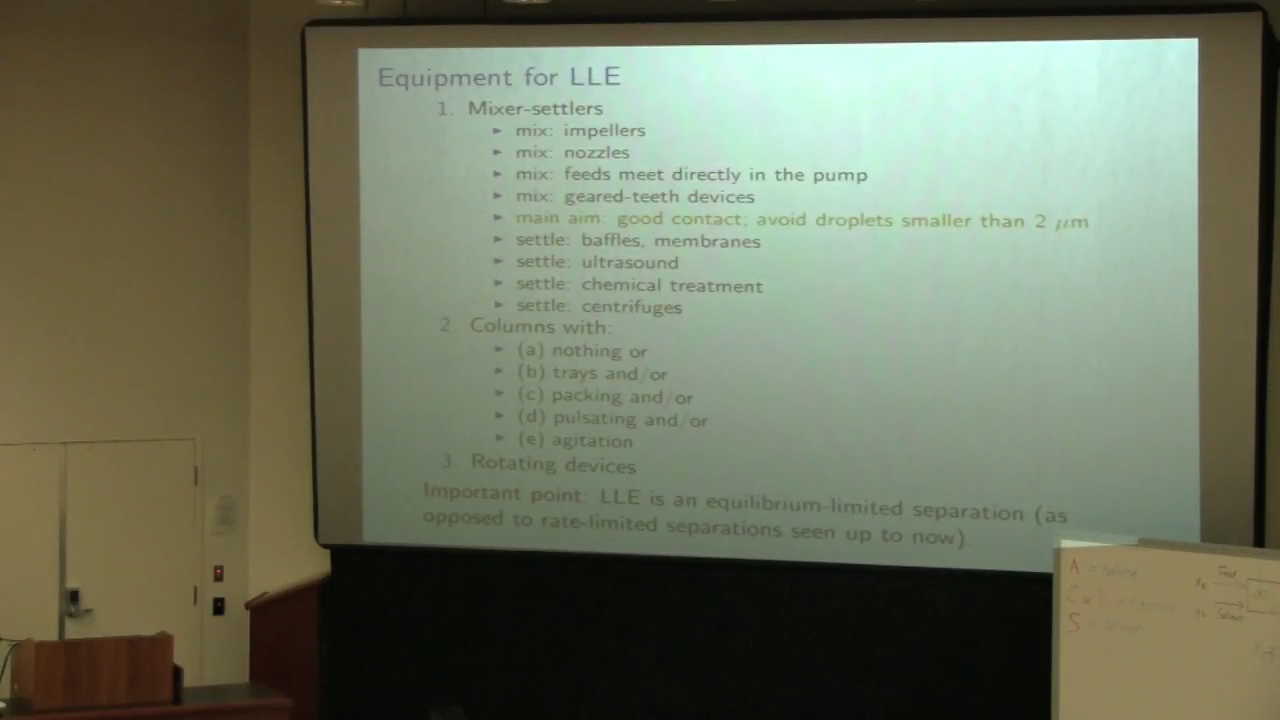 Equipment for LLE
1. Mixer-settlers
► mix: impellers
► mix: nozzles
► mix: feeds meet directly in the pump
► mix: geared-teeth devices
► main aim: good contact; avoid droplets smaller than 2 μm
► settle: baffles, membranes
► settle: ultrasound
► settle: chemical treatment
► settle: centrifuges
2. Columns with:
► (a) nothing or
► (b) trays and/or
► (c) packing and/or
► (d) pulsating and/or
► (e) agitation
3. Rotating devices
Important point: LLE is an equilibrium-limited separation (as
opposed to rate-limited separations seen up to now).
A = solute
S
Feed